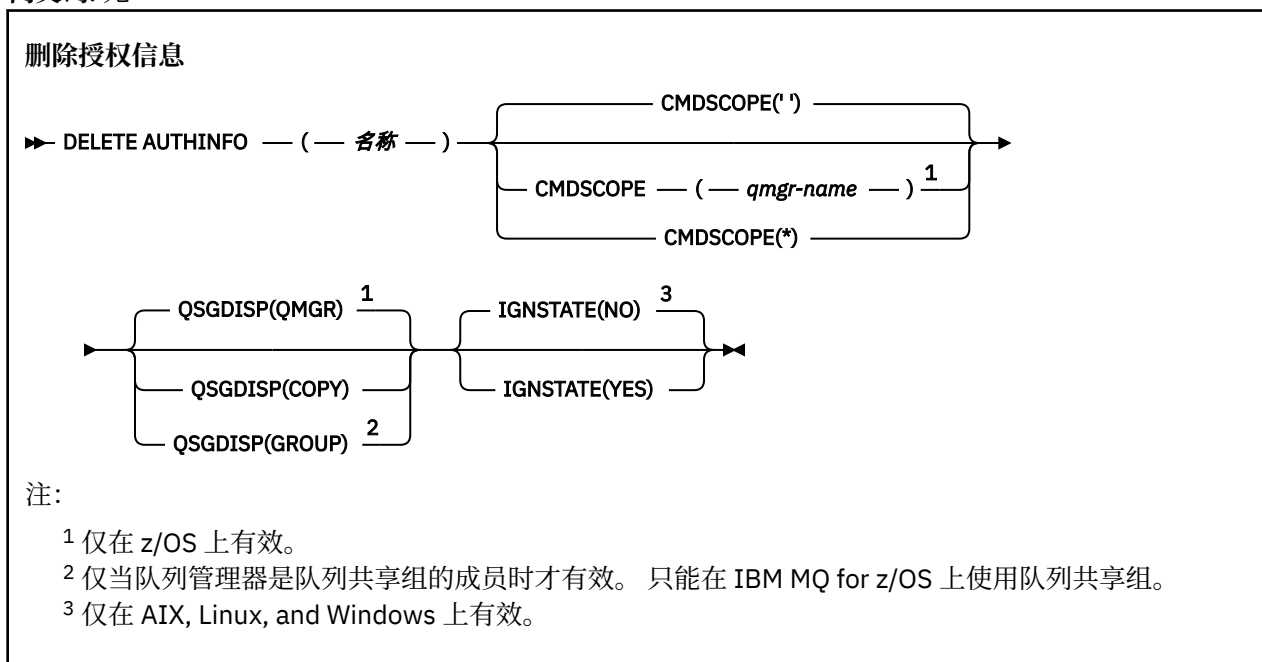 删除授权信息
CMDSCOPE(' ')
DELETE AUTHINFO ( 名称 )
CMDSCOPE ( qmgr-name ) 1
CMDSCOPE(*)
QSGDISP(QMGR) 1 IGNSTATE(NO) 3
QSGDISP(COPY) IGNSTATE(YES)
QSGDISP(GROUP) 2
注：
1 仅在 z/OS 上有效。
2 仅当队列管理器是队列共享组的成员时才有效。 只能在 IBM MQ for z/OS 上使用队列共享组。
3 仅在 AIX, Linux, and Windows 上有效。